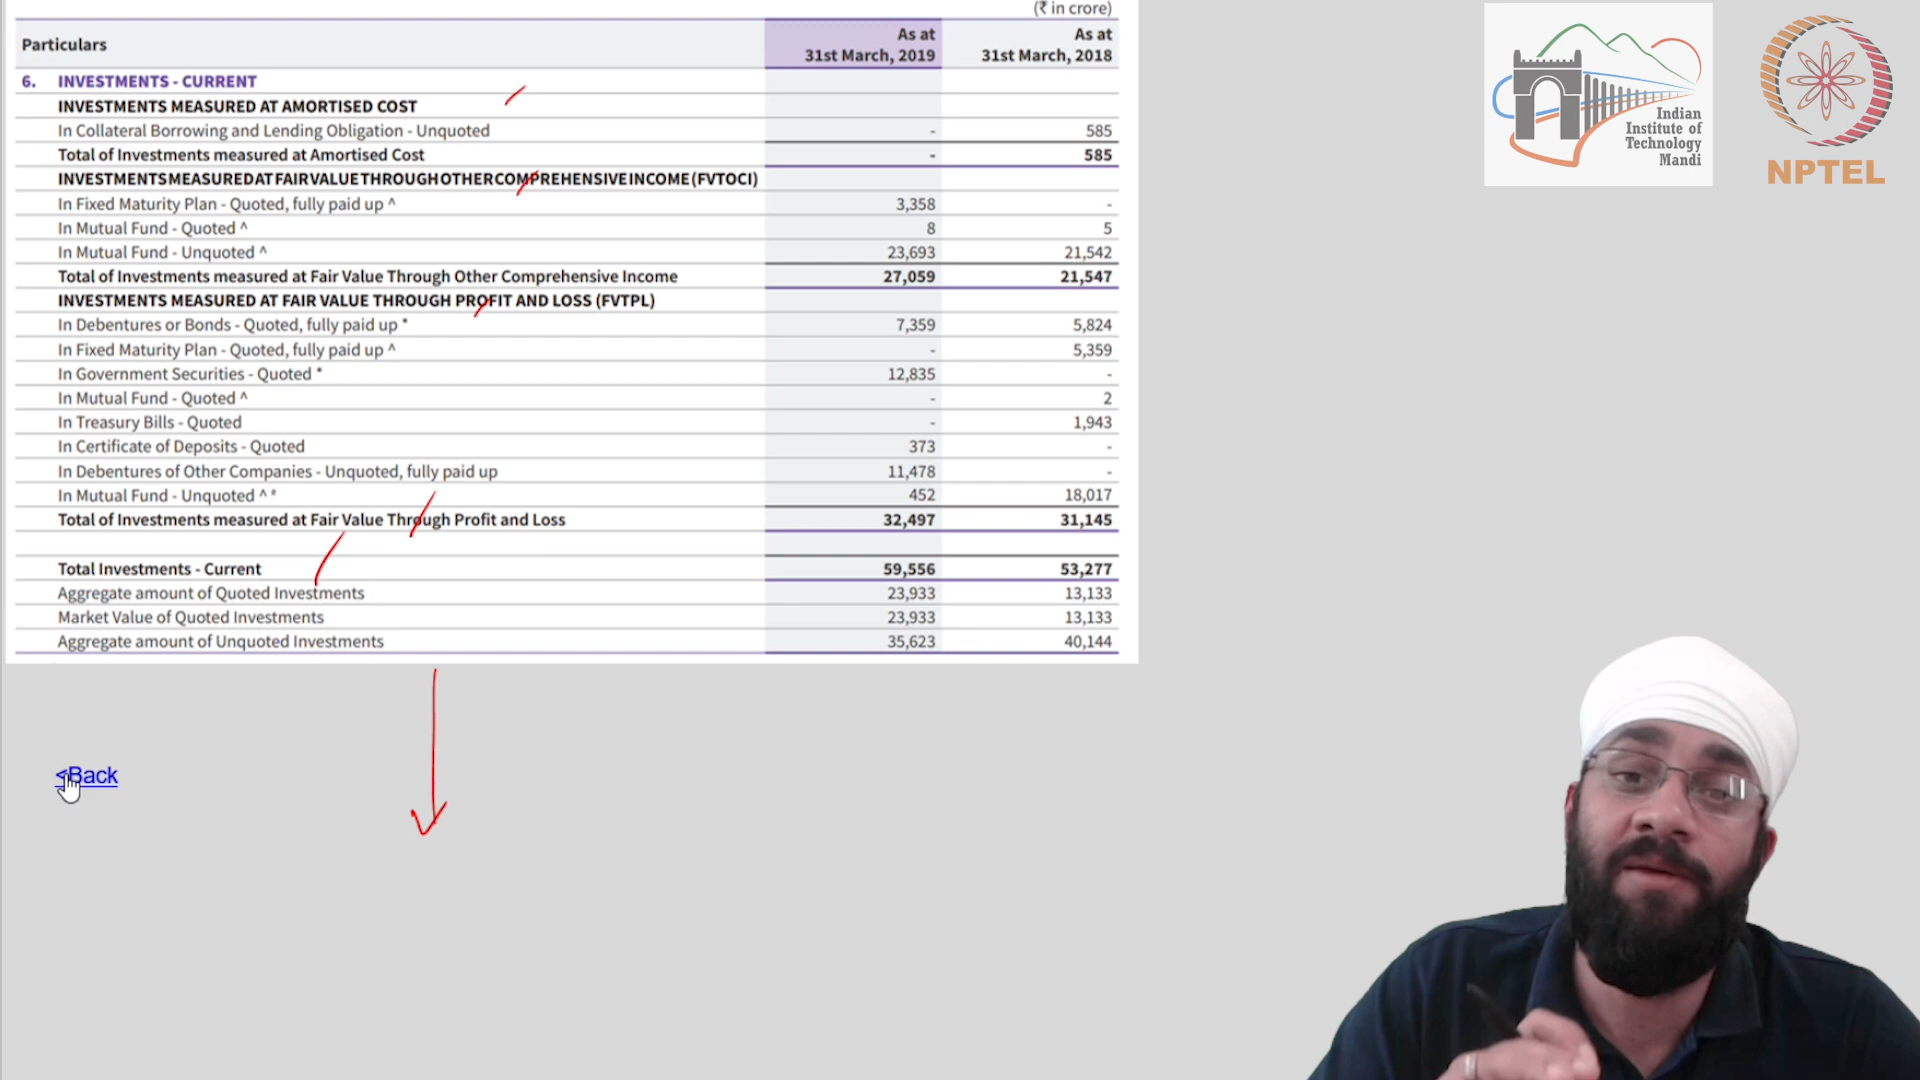 (₹ in crore)
Particulars As at 31st March, 2019 As at 31st March, 2018
6. INVESTMENTS - CURRENT
INVESTMENTS MEASURED AT AMORTISED COST
In Collateral Borrowing and Lending Obligation - Unquoted - 585
Total of Investments measured at Amortised Cost - 585
INVESTMENTS MEASURED AT FAIR VALUE THROUGH OTHER COMPREHENSIVE INCOME (FVTOCI)
In Fixed Maturity Plan - Quoted, fully paid up ^ 3,358 -
In Mutual Fund - Quoted ^ 8 5
In Mutual Fund - Unquoted ^ 23,693 21,542
Total of Investments measured at Fair Value Through Other Comprehensive Income 27,059 21,547
INVESTMENTS MEASURED AT FAIR VALUE THROUGH PROFIT AND LOSS (FVTPL)
In Debentures or Bonds - Quoted, fully paid up * 7,359 5,824
In Fixed Maturity Plan - Quoted, fully paid up ^ - 5,359
In Government Securities - Quoted * 12,835 -
In Mutual Fund - Quoted ^ - 2
In Treasury Bills - Quoted - 1,943
In Certificate of Deposits - Quoted 373 -
In Debentures of Other Companies - Unquoted, fully paid up 11,478 -
In Mutual Fund - Unquoted ^ # 452 18,017
Total of Investments measured at Fair Value Through Profit and Loss 32,497 31,145
Total Investments - Current 59,556 53,277
Aggregate amount of Quoted Investments 23,933 13,133
Market Value of Quoted Investments 23,933 13,133
Aggregate amount of Unquoted Investments 35,623 40,144
<Back
Indian
Institute of
Technology
Mandi
NPTEL